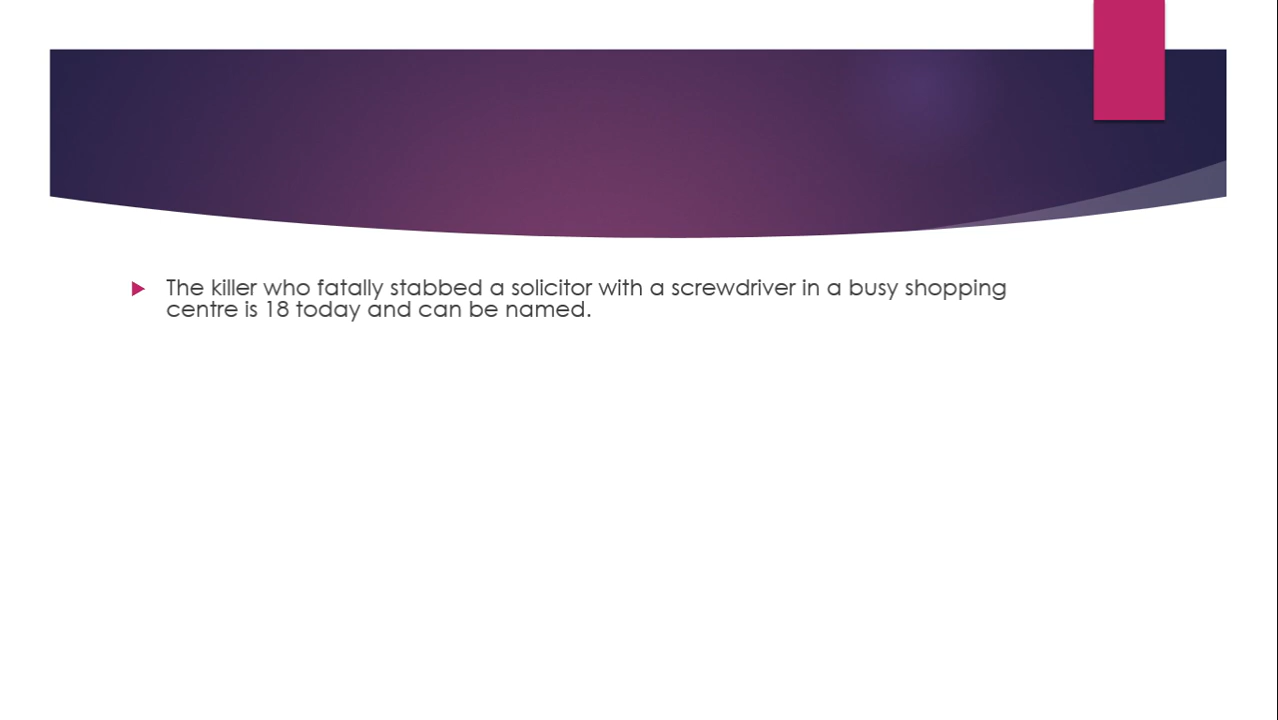 The killer who fatally stabbed a solicitor with a screwdriver in a busy shopping
centre is 18 today and can be named.